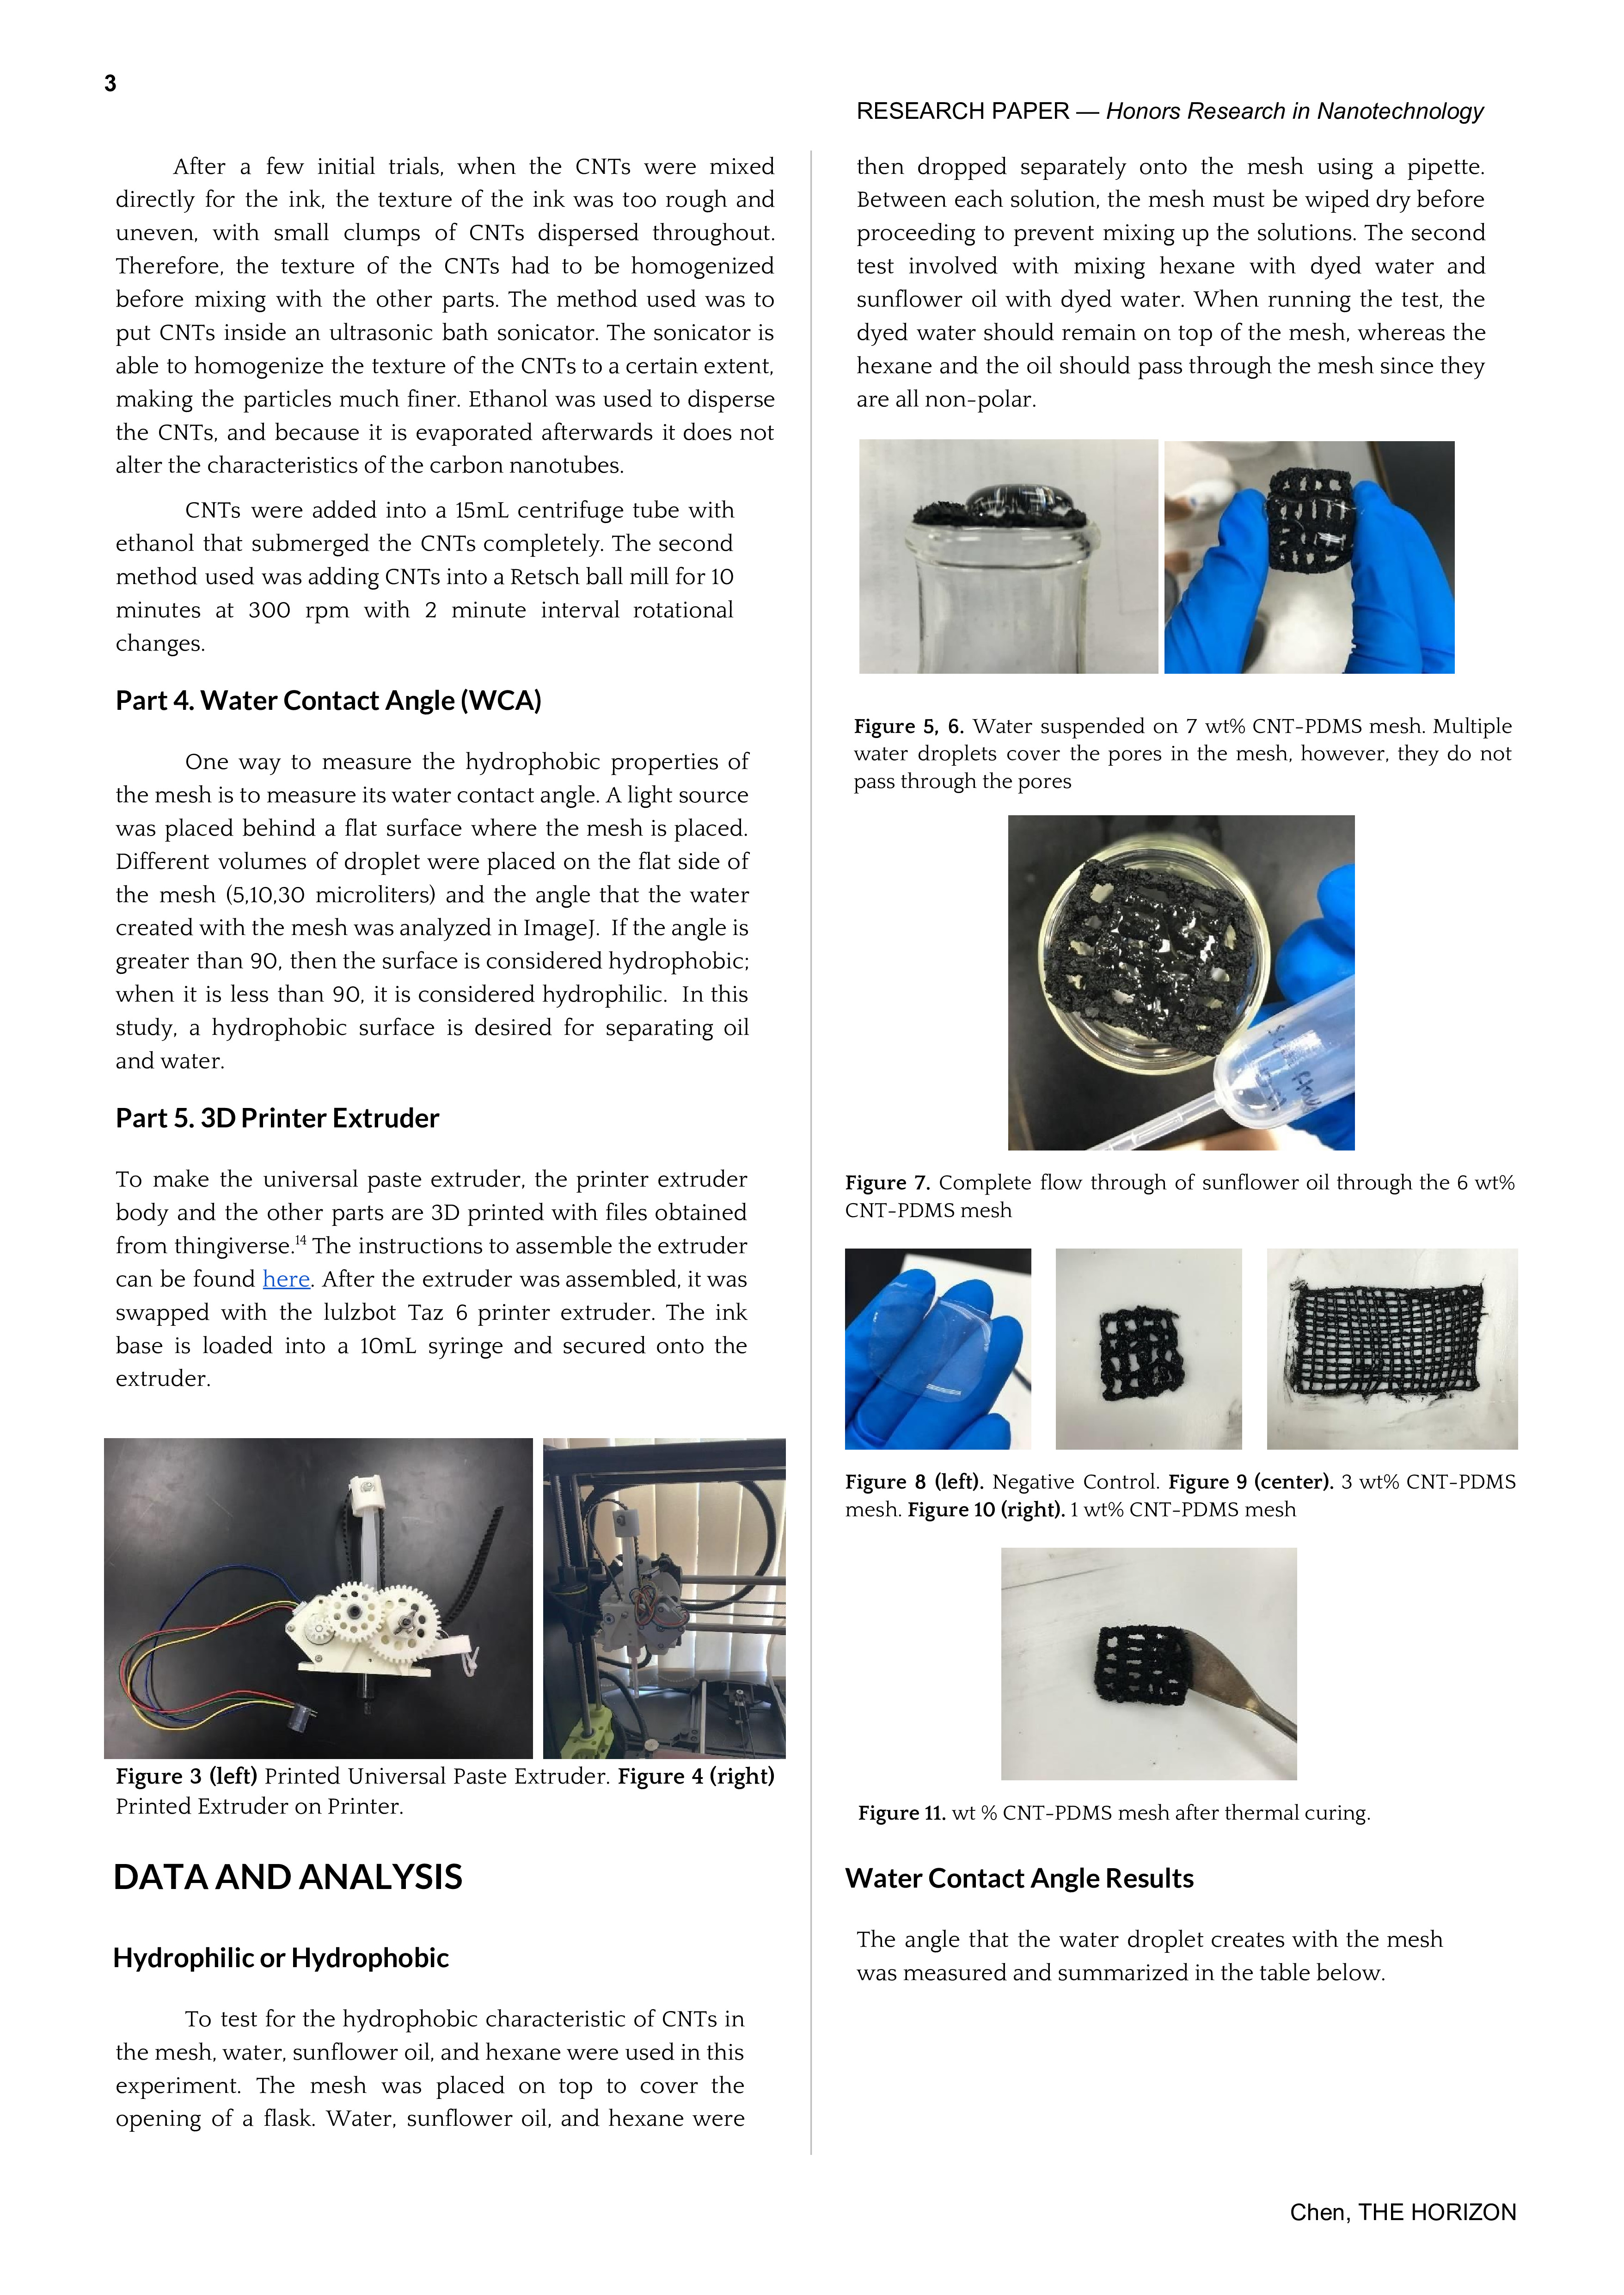 3
RESEARCH PAPER — Honors Research in Nanotechnology
After a few initial trials, when the CNTs were mixed
directly for the ink, the texture of the ink was too rough and
uneven, with small clumps of CNTs dispersed throughout.
Therefore, the texture of the CNTs had to be homogenized
before mixing with the other parts. The method used was to
put CNTs inside an ultrasonic bath sonicator. The sonicator is
able to homogenize the texture of the CNTs to a certain extent,
making the particles much finer. Ethanol was used to disperse
the CNTs, and because it is evaporated afterwards it does not
alter the characteristics of the carbon nanotubes.
CNTs were added into a 15mL centrifuge tube with
ethanol that submerged the CNTs completely. The second
method used was adding CNTs into a Retsch ball mill for 10
minutes at 300 rpm with 2 minute interval rotational
changes.
Part 4. Water Contact Angle (WCA)
One way to measure the hydrophobic properties of
the mesh is to measure its water contact angle. A light source
was placed behind a flat surface where the mesh is placed.
Different volumes of droplet were placed on the flat side of
the mesh (5,10,30 microliters) and the angle that the water
created with the mesh was analyzed in ImageJ. If the angle is
greater than 90, then the surface is considered hydrophobic;
when it is less than 90, it is considered hydrophilic. In this
study, a hydrophobic surface is desired for separating oil
and water.
Part 5. 3D Printer Extruder
To make the universal paste extruder, the printer extruder
body and the other parts are 3D printed with files obtained
from thingiverse.14 The instructions to assemble the extruder
can be found here. After the extruder was assembled, it was
swapped with the lulzbot Taz 6 printer extruder. The ink
base is loaded into a 10mL syringe and secured onto the
extruder.
Figure 3 (left) Printed Universal Paste Extruder. Figure 4 (right)
Printed Extruder on Printer.
DATA AND ANALYSIS
Hydrophilic or Hydrophobic
To test for the hydrophobic characteristic of CNTs in
the mesh, water, sunflower oil, and hexane were used in this
experiment. The mesh was placed on top to cover the
opening of a flask. Water, sunflower oil, and hexane were
then dropped separately onto the mesh using a pipette.
Between each solution, the mesh must be wiped dry before
proceeding to prevent mixing up the solutions. The second
test involved with mixing hexane with dyed water and
sunflower oil with dyed water. When running the test, the
dyed water should remain on top of the mesh, whereas the
hexane and the oil should pass through the mesh since they
are all non-polar.
Figure 5, 6. Water suspended on 7 wt% CNT-PDMS mesh. Multiple
water droplets cover the pores in the mesh, however, they do not
pass through the pores
Figure 7. Complete flow through of sunflower oil through the 6 wt%
CNT-PDMS mesh
Figure 8 (left). Negative Control. Figure 9 (center). 3 wt% CNT-PDMS
mesh. Figure 10 (right). 1 wt% CNT-PDMS mesh
Figure 11. wt % CNT-PDMS mesh after thermal curing.
Water Contact Angle Results
The angle that the water droplet creates with the mesh
was measured and summarized in the table below.
Chen, THE HORIZON